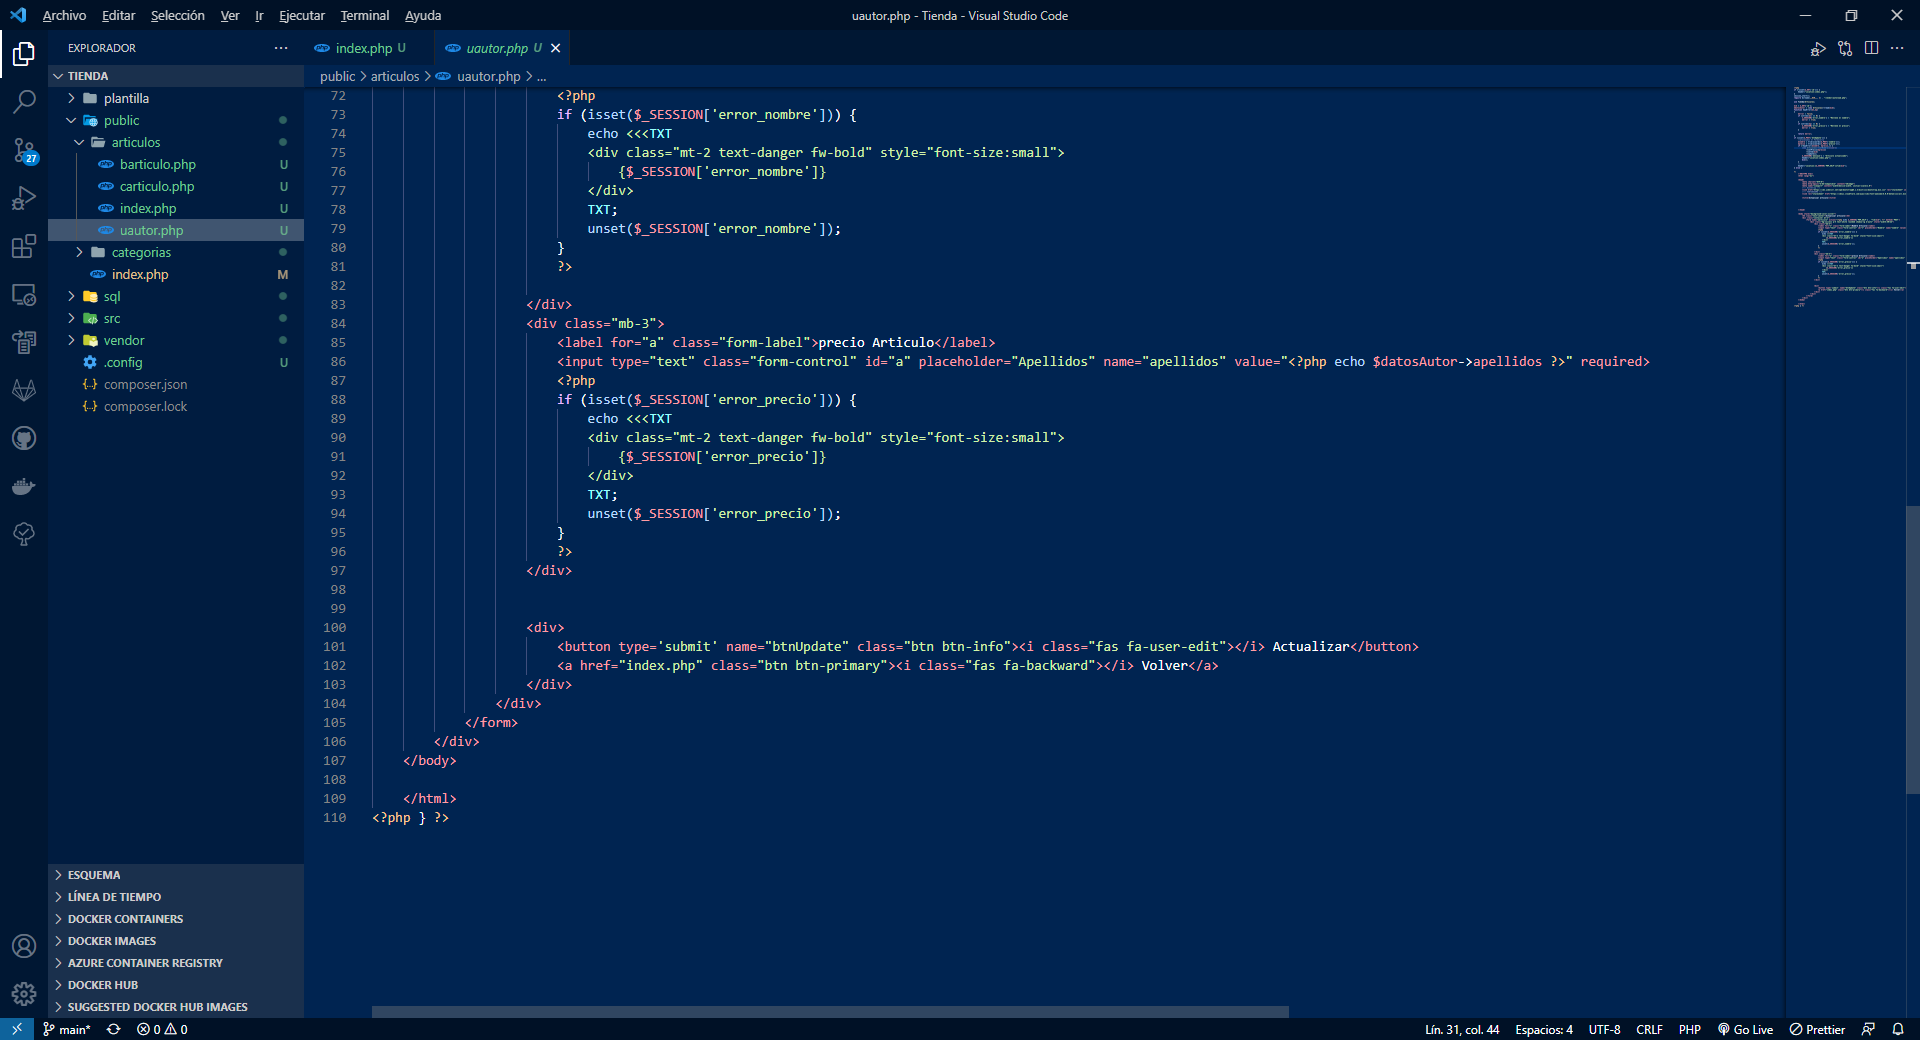 Archivo Editar Selección Ver Ir Ejecutar Terminal Ayuda
uautor.php - Tienda - Visual Studio Code
EXPLORADOR
TIENDA
plantilla
public
articulos
barticulo.php U
carticulo.php U
index.php U
uautor.php U
categorias
index.php M
sql
src
vendor
.config U
composer.json
composer.lock
27
ESQUEMA
LÍNEA DE TIEMPO
DOCKER CONTAINERS
DOCKER IMAGES
AZURE CONTAINER REGISTRY
DOCKER HUB
SUGGESTED DOCKER HUB IMAGES
index.php U
uautor.php U
public > articulos > uautor.php > ...
72 <?php
73 if (isset($_SESSION['error_nombre'])) {
74 echo <<<TXT
75 <div class="mt-2 text-danger fw-bold" style="font-size:small">
76 {$_SESSION['error_nombre']}
77 </div>
78 TXT;
79 unset($_SESSION['error_nombre']);
80 }
81 ?>
82
83 </div>
84 <div class="mb-3">
85 <label for="a" class="form-label">precio Articulo</label>
86 <input type="text" class="form-control" id="a" placeholder="Apellidos" name="apellidos" value="<?php echo $datosAutor->apellidos ?>" required>
87 <?php
88 if (isset($_SESSION['error_precio'])) {
89 echo <<<TXT
90 <div class="mt-2 text-danger fw-bold" style="font-size:small">
91 {$_SESSION['error_precio']}
92 </div>
93 TXT;
94 unset($_SESSION['error_precio']);
95 }
96 ?>
97 </div>
98
99
100 <div>
101 <button type='submit' name="btnUpdate" class="btn btn-info"><i class="fas fa-user-edit"></i> Actualizar</button>
102 <a href="index.php" class="btn btn-primary"><i class="fas fa-backward"></i> Volver</a>
103 </div>
104 </div>
105 </form>
106 </div>
107 </body>
108
109 </html>
110 <?php } ?>
main* 0 0
Lín. 31, col. 44 Espacios: 4 UTF-8 CRLF PHP Go Live Prettier